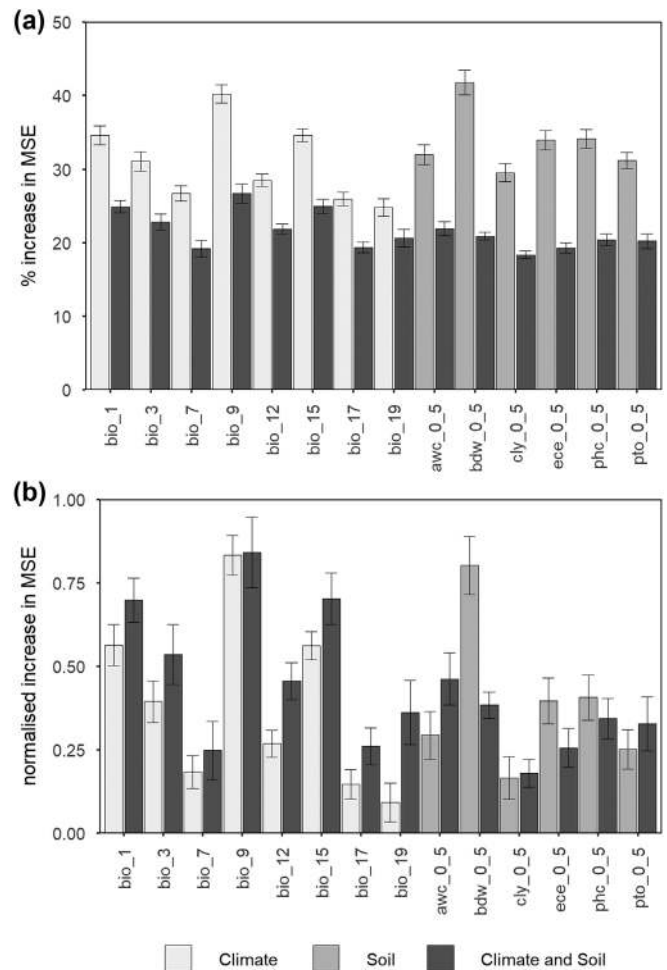 (a)
50
40
30
20
10
0
% increase in MSE
bio_1
bio_3
bio_7
bio_9
bio_12
bio_15
bio_17
bio_19
awc_0_5
bdw_0_5
cly_0_5
ece_0_5
phc_0_5
pto_0_5
(b)
1.00
0.75
0.50
0.25
0.00
normalised increase in MSE
bio_1
bio_3
bio_7
bio_9
bio_12
bio_15
bio_17
bio_19
awc_0_5
bdw_0_5
cly_0_5
ece_0_5
phc_0_5
pto_0_5
Climate
Soil
Climate and Soil